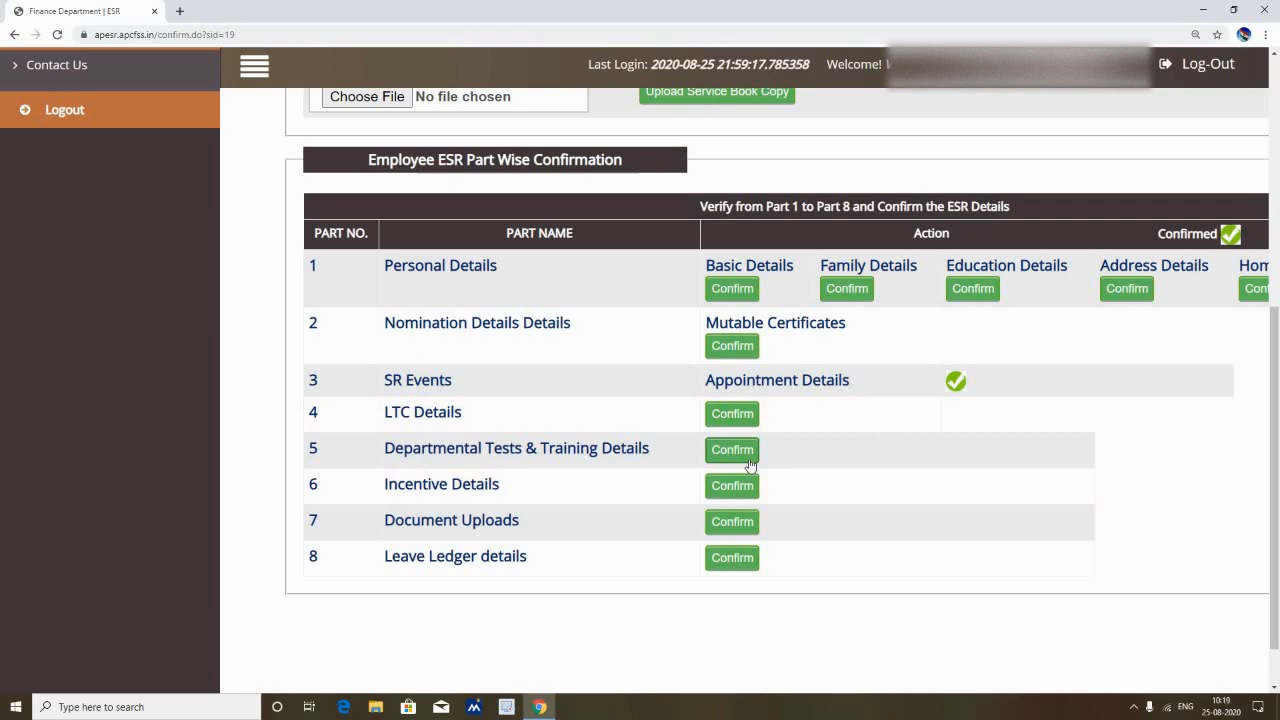 Finance Department | ESR
apesr.apcfss.in/confirm.do?sid=19
Contact Us
Last Login: 2020-08-25 21:59:17.785358 Welcome!
Log-Out
Logout
Choose File No file chosen
Upload Service Book Copy
Employee ESR Part Wise Confirmation
Verify from Part 1 to Part 8 and Confirm the ESR Details
PART NO. PART NAME Action Confirmed
1 Personal Details Basic Details Family Details Education Details Address Details Hom
Confirm Confirm Confirm Confirm Conf
2 Nomination Details Details Mutable Certificates
Confirm
3 SR Events Appointment Details
4 LTC Details Confirm
5 Departmental Tests & Training Details Confirm
6 Incentive Details Confirm
7 Document Uploads Confirm
8 Leave Ledger details Confirm
Type here to search
ENG
10:19
25-08-2020